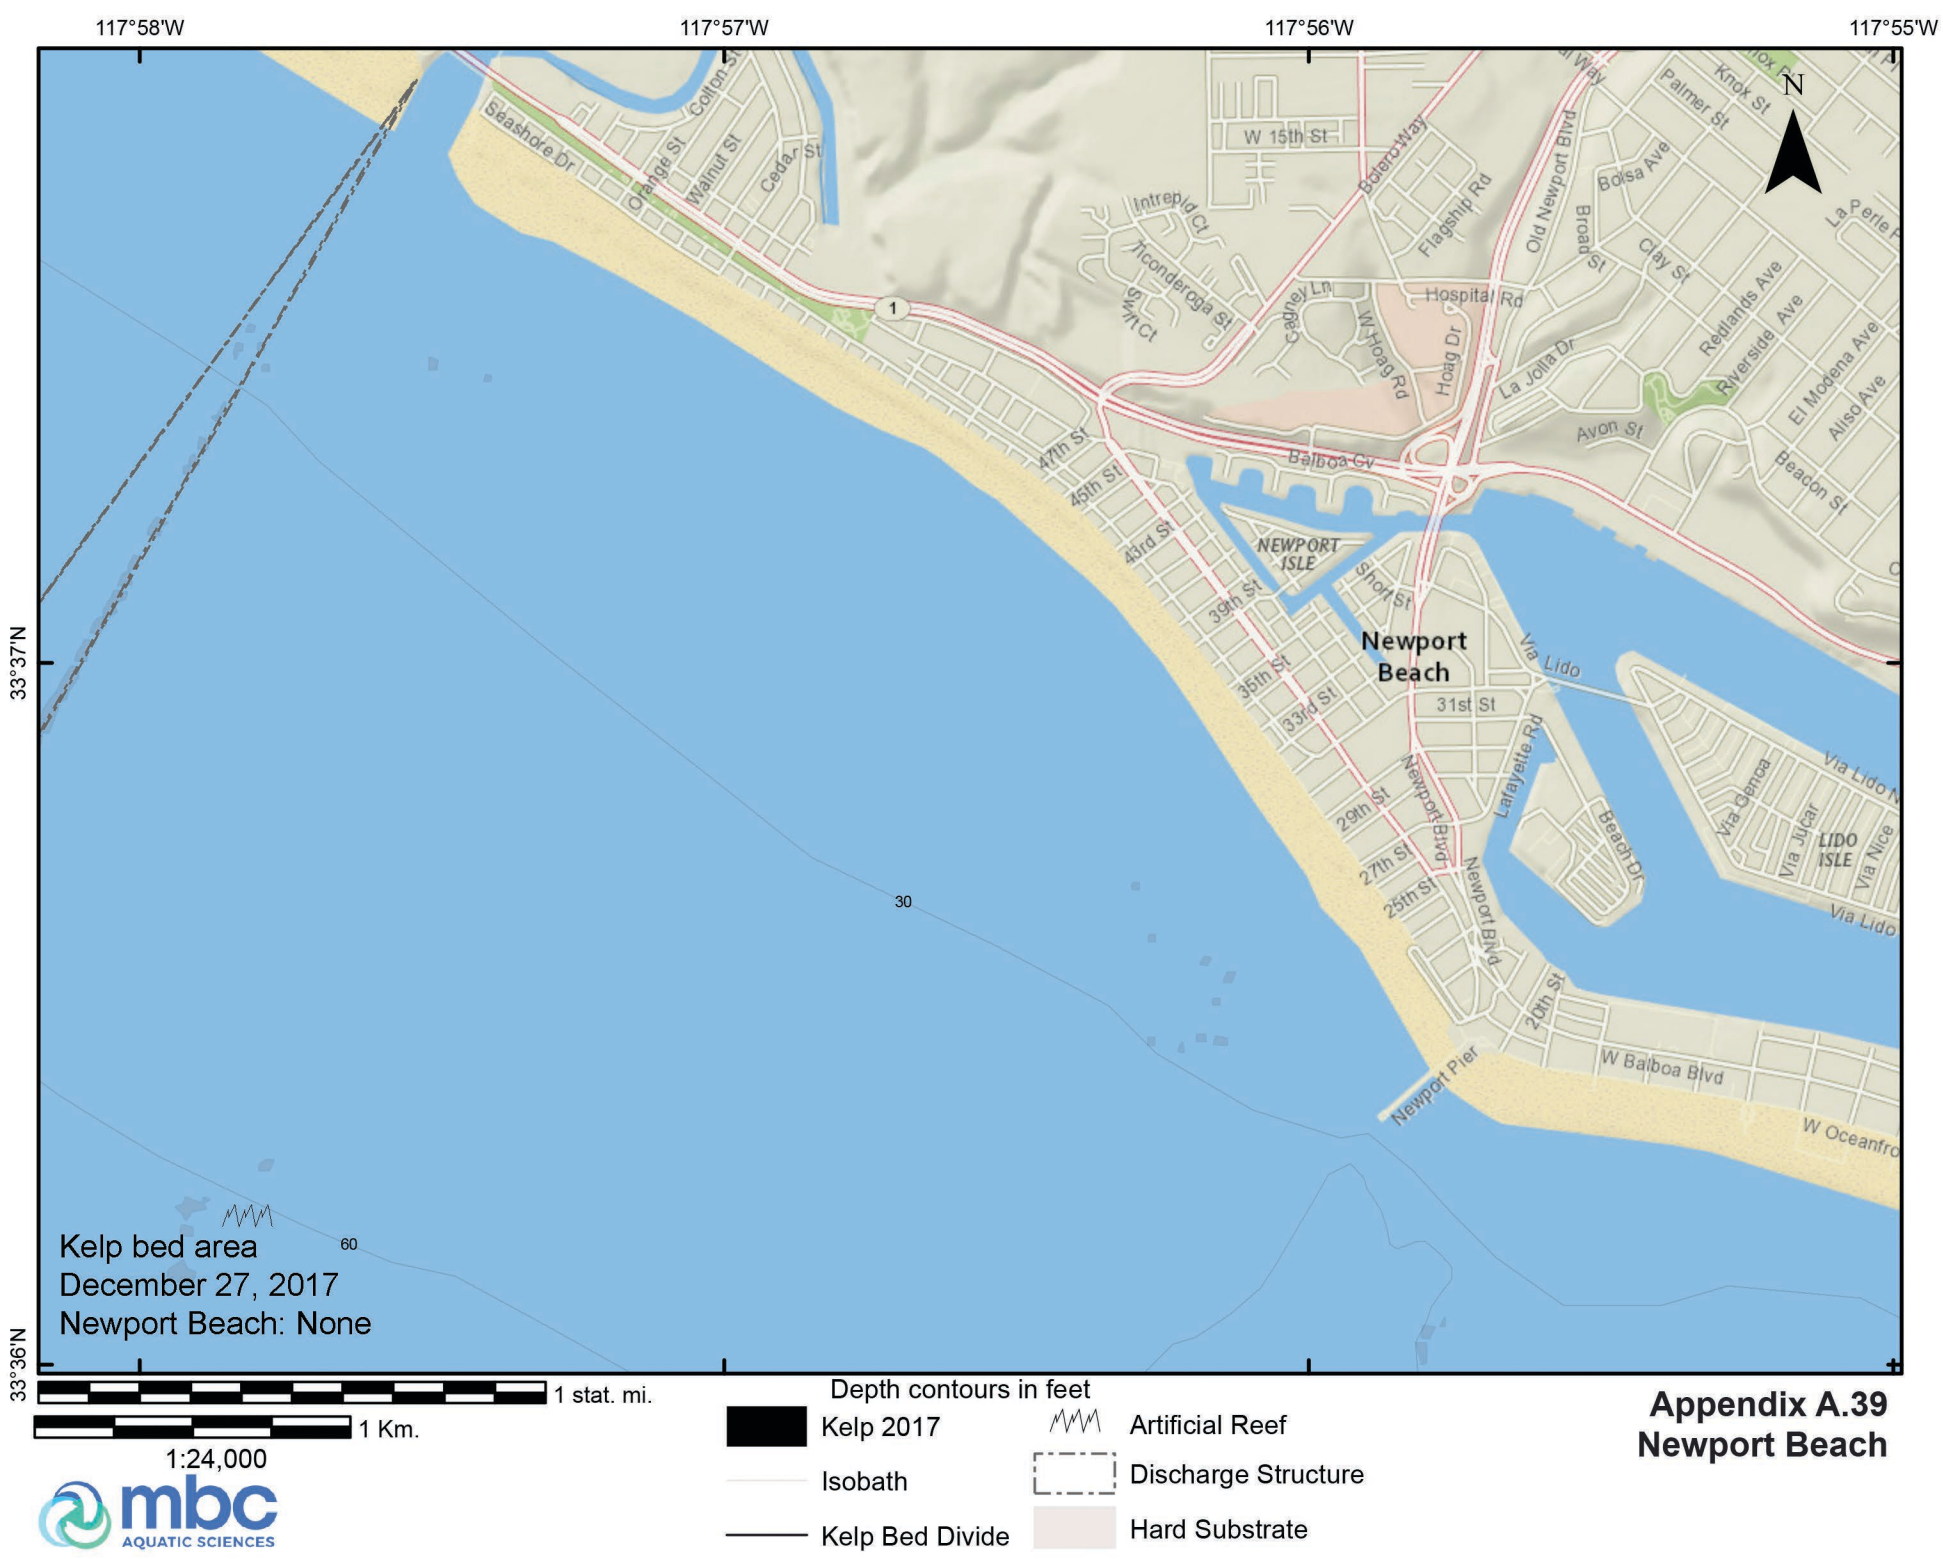 117°58'W
117°57'W
117°56'W
117°55'W
33°37'N
33°36'N
N
Seashore Dr
Colton St
Orange St
Walnut St
Cedar St
1
W 15th St
Bolero Way
Flagship Rd
Intrepid Ct
Ticonderoga St
Swift Ct
Cagney Ln
W Hoag Rd
Hoag Dr
Hospital Rd
Old Newport Blvd
Broad St
Bolsa Ave
Palmer St
Knox St
Clay St
La Perle
Redlands Ave
Riverside Ave
El Modena Ave
Aliso Ave
La Jolla Dr
Avon St
Beacon St
Balboa Cv
47th St
45th St
43rd St
39th St
35th St
33rd St
29th St
27th St
25th St
NEWPORT
ISLE
Short St
Newport
Beach
31st St
Via Lido
Lafayette Rd
Newport Blvd
Newport Blvd
Beach Dr
Via Genoa
Via Jucar
LIDO
ISLE
Via Nice
Via Lido N
Via Lido
20th St
W Balboa Blvd
Newport Pier
W Oceanfro
30
60
Kelp bed area
December 27, 2017
Newport Beach: None
1 stat. mi.
1 Km.
1:24,000
mbc
AQUATIC SCIENCES
Depth contours in feet
Kelp 2017
Isobath
Kelp Bed Divide
Artificial Reef
Discharge Structure
Hard Substrate
Appendix A.39
Newport Beach